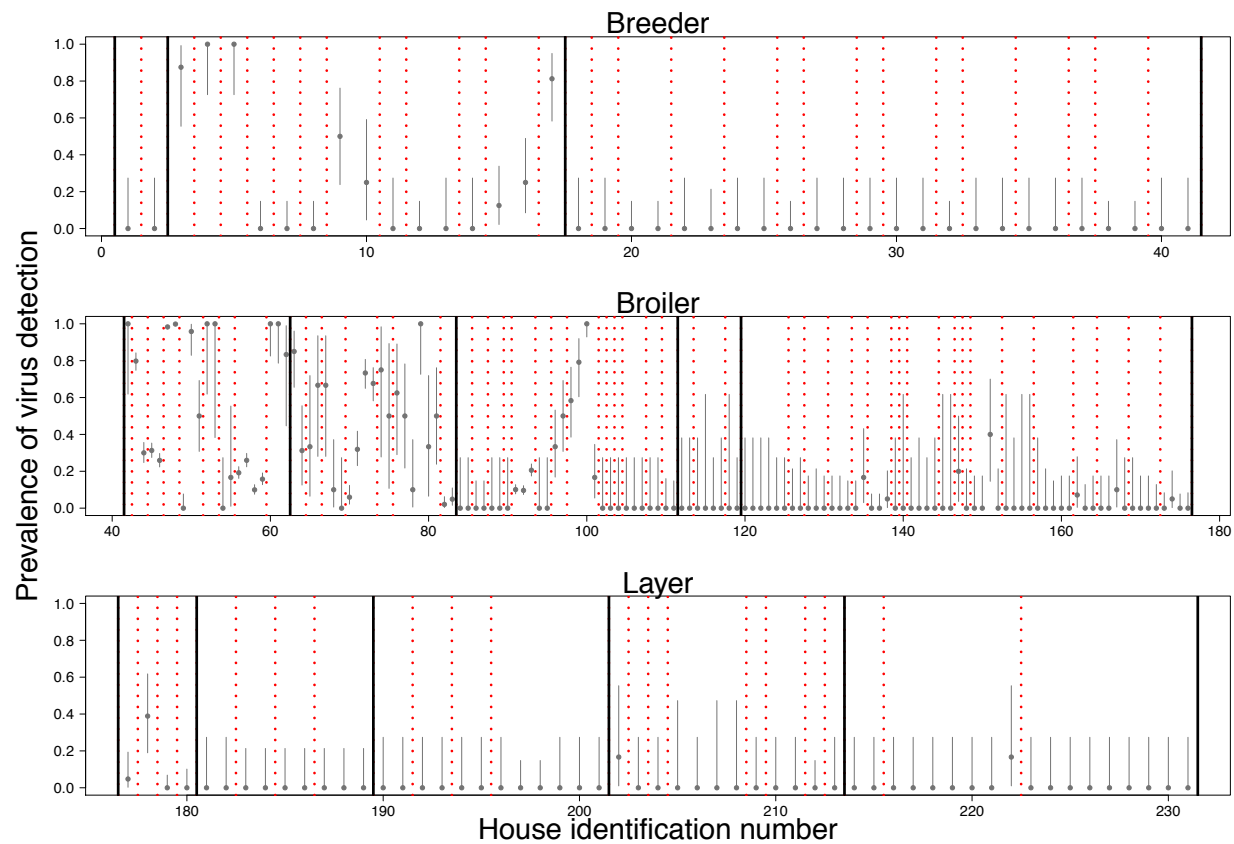 Breeder
1.0
0.8
0.6
0.4
0.2
0.0
0 10 20 30 40
Broiler
1.0
0.8
0.6
0.4
0.2
0.0
40 60 80 100 120 140 160 180
Prevalence of virus detection
Layer
1.0
0.8
0.6
0.4
0.2
0.0
180 190 200 210 220 230
House identification number